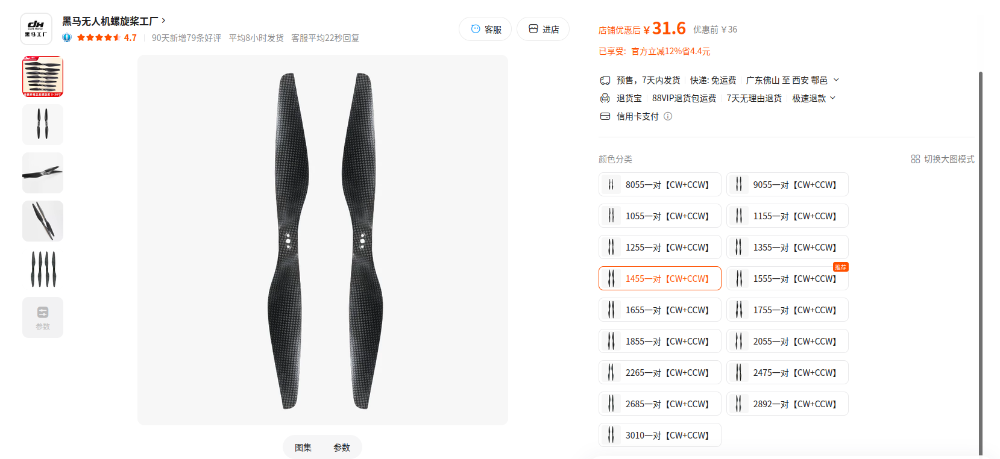 黑马无人机螺旋桨工厂
dh
Dark Horse
黑马工厂
4.7 90天新增79条好评 平均8小时发货 客服平均22秒回复
客服
进店
参数
图集 参数
店铺优惠后 ¥31.6 优惠前 ¥36
已享受: 官方立减12%省4.4元
预售，7天内发货 快递: 免运费 广东佛山 至 西安 鄠邑
退货宝 88VIP退货包运费 7天无理由退货 极速退款
信用卡支付
颜色分类 切换大图模式
8055一对【CW+CCW】 9055一对【CW+CCW】
1055一对【CW+CCW】 1155一对【CW+CCW】
1255一对【CW+CCW】 1355一对【CW+CCW】
推荐
1455一对【CW+CCW】 1555一对【CW+CCW】
1655一对【CW+CCW】 1755一对【CW+CCW】
1855一对【CW+CCW】 2055一对【CW+CCW】
2265一对【CW+CCW】 2475一对【CW+CCW】
2685一对【CW+CCW】 2892一对【CW+CCW】
3010一对【CW+CCW】